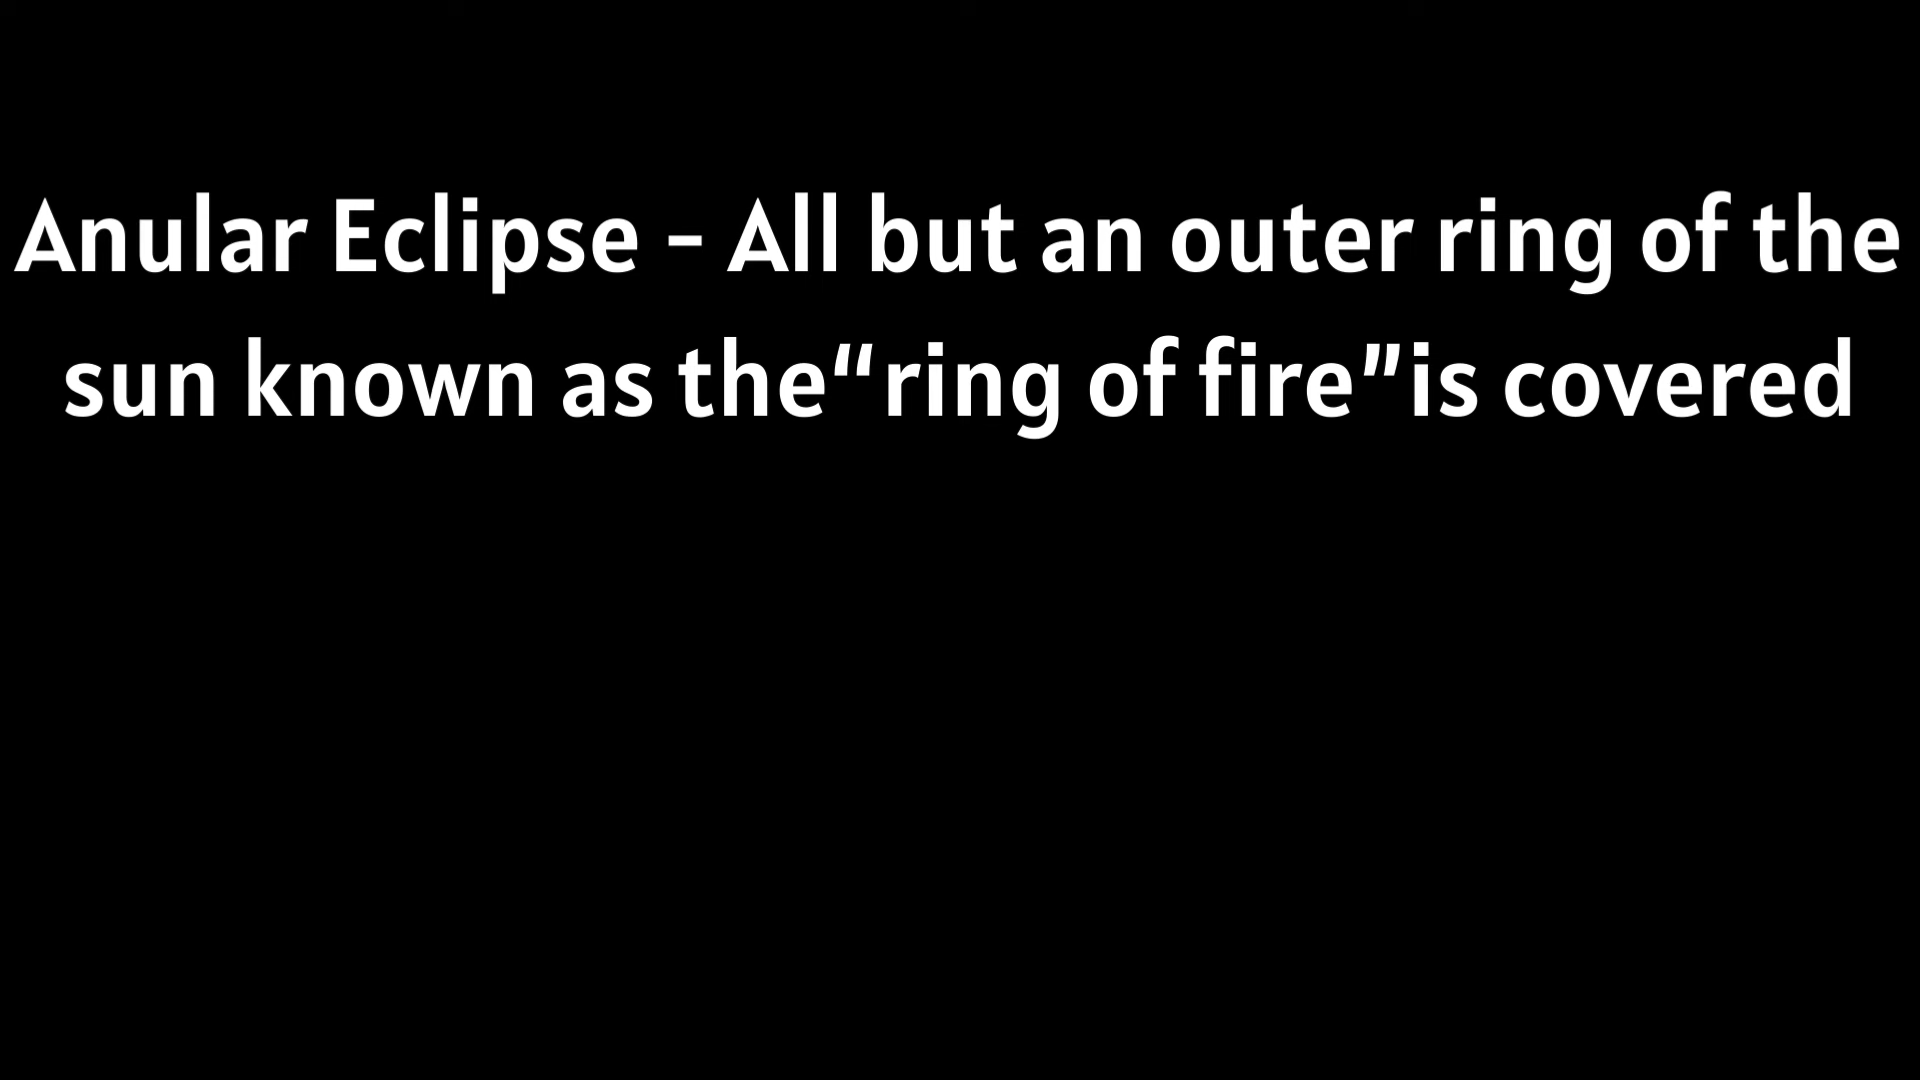 Anular Eclipse - All but an outer ring of the
sun known as the“ring of fire”is covered